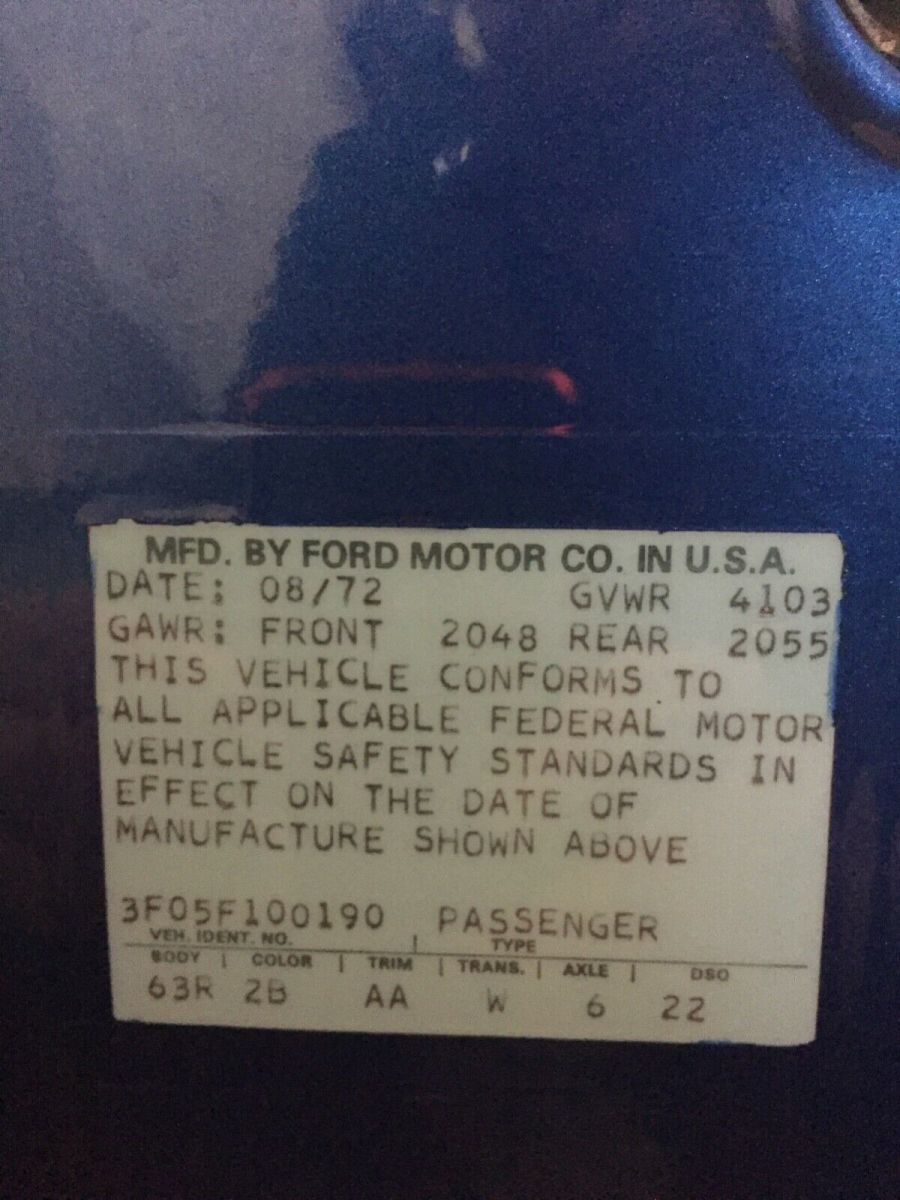 MFD. BY FORD MOTOR CO. IN U.S.A.
DATE: 08/72 GVWR 4103
GAWR: FRONT 2048 REAR 2055
THIS VEHICLE CONFORMS TO
ALL APPLICABLE FEDERAL MOTOR
VEHICLE SAFETY STANDARDS IN
EFFECT ON THE DATE OF
MANUFACTURE SHOWN ABOVE
3F05F100190 PASSENGER
VEH. IDENT. NO. | TYPE
BODY | COLOR | TRIM | TRANS. | AXLE | DSO
63R 2B AA W 6 22